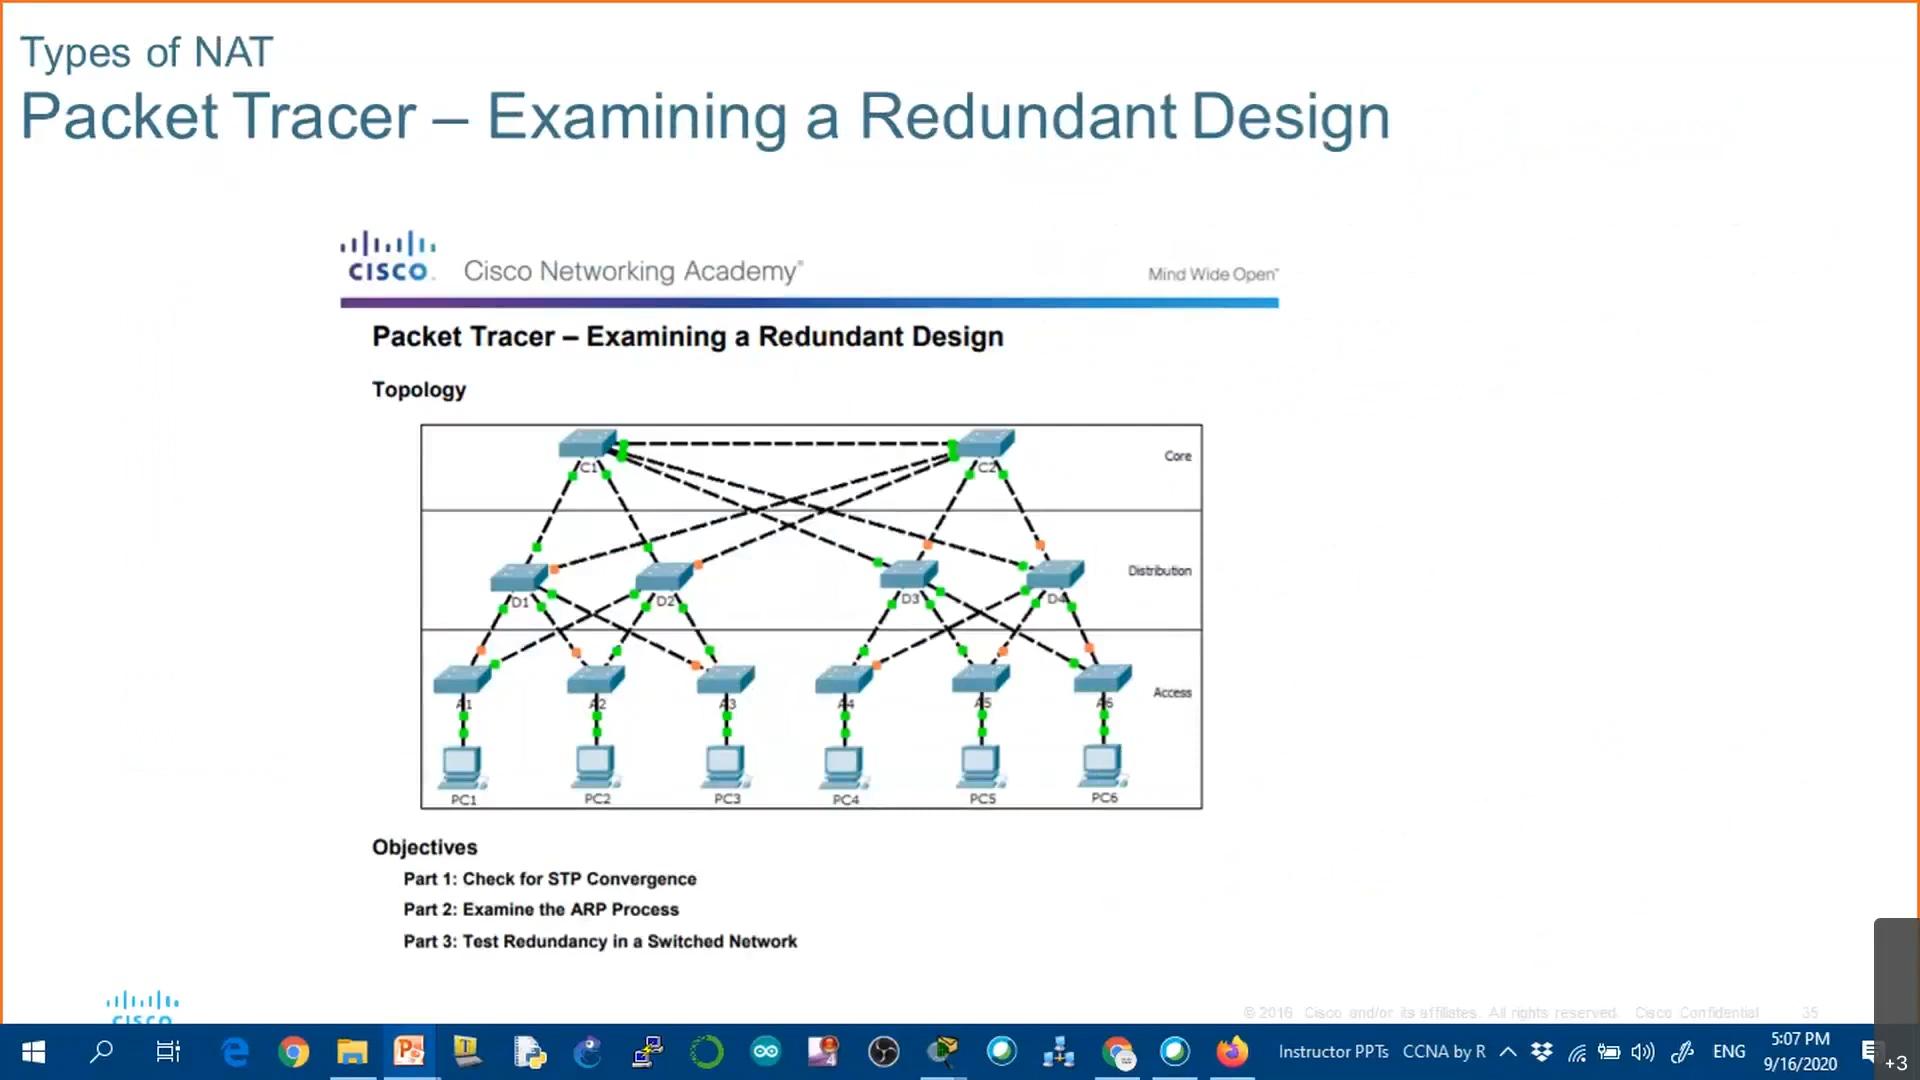 Types of NAT
Packet Tracer – Examining a Redundant Design
CISCO
Cisco Networking Academy®
Mind Wide Open™
Packet Tracer – Examining a Redundant Design
Topology
C1
C2
Core
Distribution
D1
D2
D3
D4
Access
A1
A2
A3
A4
A5
A6
PC1
PC2
PC3
PC4
PC5
PC6
Objectives
Part 1: Check for STP Convergence
Part 2: Examine the ARP Process
Part 3: Test Redundancy in a Switched Network
CISCO
© 2016 Cisco and/or its affiliates. All rights reserved. Cisco Confidential 35
Instructor PPTs
CCNA by R
ENG
5:07 PM
9/16/2020
+3